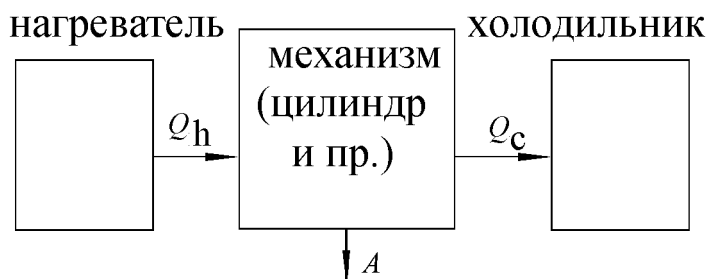 нагреватель
холодильник
механизм
(цилиндр
и пр.)
Qh
Qc
A